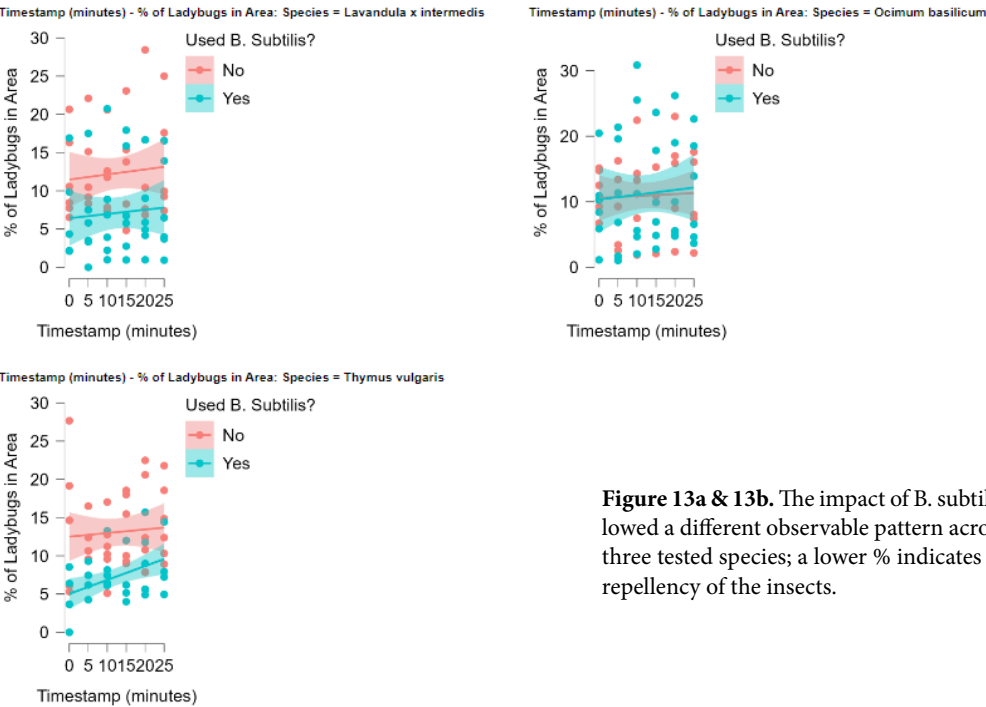 Timestamp (minutes) - % of Ladybugs in Area: Species = Lavandula x intermedis
30
25
20
15
10
5
0
% of Ladybugs in Area
0 5 10152025
Timestamp (minutes)
Used B. Subtilis?
No
Yes
Timestamp (minutes) - % of Ladybugs in Area: Species = Ocimum basilicum
30
20
10
0
% of Ladybugs in Area
0 5 10152025
Timestamp (minutes)
Used B. Subtilis?
No
Yes
Timestamp (minutes) - % of Ladybugs in Area: Species = Thymus vulgaris
30
25
20
15
10
5
0
% of Ladybugs in Area
0 5 10152025
Timestamp (minutes)
Used B. Subtilis?
No
Yes
Figure 13a & 13b. The impact of B. subtil
lowed a different observable pattern acro
three tested species; a lower % indicates
repellency of the insects.